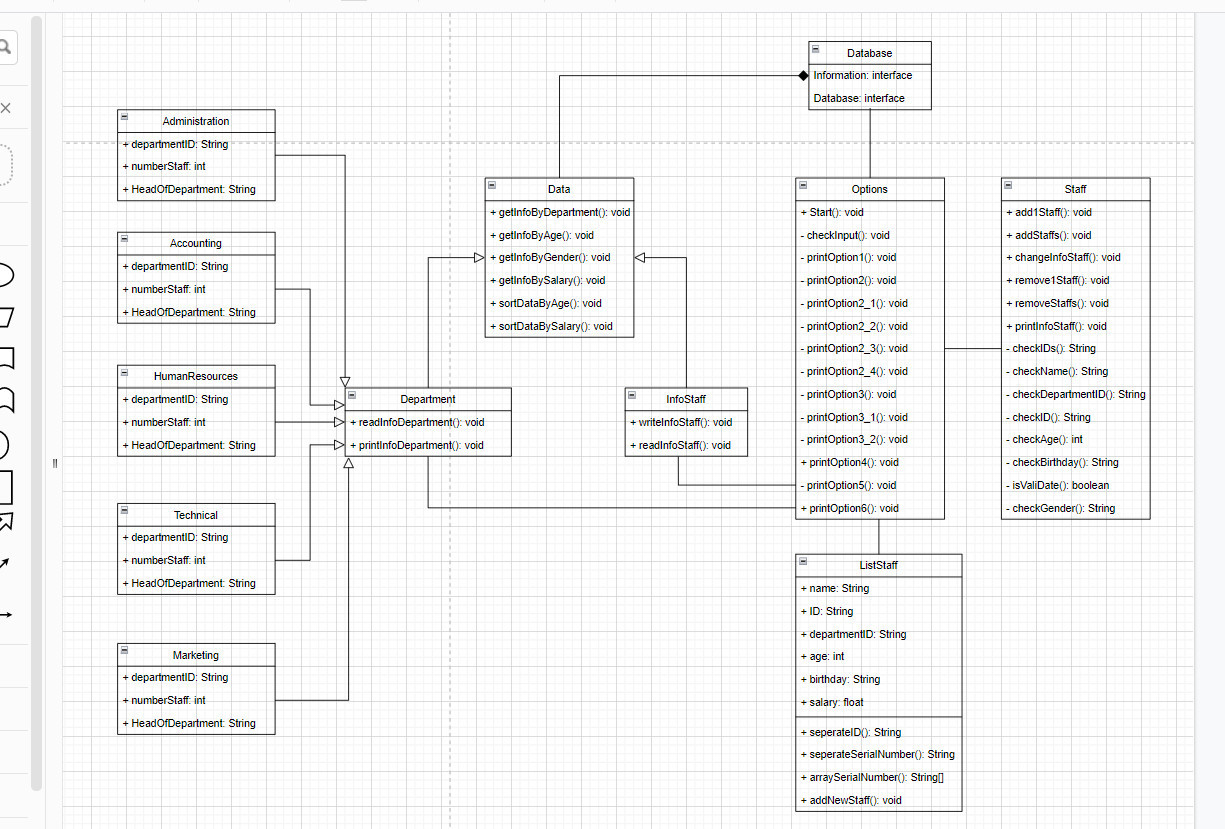 Database
Information: interface
Database: interface
Administration
+ departmentID: String
+ numberStaff: int
+ HeadOfDepartment: String
Data
+ getInfoByDepartment(): void
+ getInfoByAge(): void
+ getInfoByGender(): void
+ getInfoBySalary(): void
+ sortDataByAge(): void
+ sortDataBySalary(): void
Options
+ Start(): void
- checkInput(): void
- printOption1(): void
- printOption2(): void
- printOption2_1(): void
- printOption2_2(): void
- printOption2_3(): void
- printOption2_4(): void
- printOption3(): void
- printOption3_1(): void
- printOption3_2(): void
+ printOption4(): void
- printOption5(): void
+ printOption6(): void
Staff
+ add1Staff(): void
+ addStaffs(): void
+ changeInfoStaff(): void
+ remove1Staff(): void
+ removeStaffs(): void
+ printInfoStaff(): void
- checkIDs(): String
- checkName(): String
- checkDepartmentID(): String
- checkID(): String
- checkAge(): int
- checkBirthday(): String
- isValiDate(): boolean
- checkGender(): String
Accounting
+ departmentID: String
+ numberStaff: int
+ HeadOfDepartment: String
HumanResources
+ departmentID: String
+ numberStaff: int
+ HeadOfDepartment: String
Department
+ readInfoDepartment(): void
+ printInfoDepartment(): void
InfoStaff
+ writeInfoStaff(): void
+ readInfoStaff(): void
Technical
+ departmentID: String
+ numberStaff: int
+ HeadOfDepartment: String
ListStaff
+ name: String
+ ID: String
+ departmentID: String
+ age: int
+ birthday: String
+ salary: float
+ seperateID(): String
+ seperateSerialNumber(): String
+ arraySerialNumber(): String[]
+ addNewStaff(): void
Marketing
+ departmentID: String
+ numberStaff: int
+ HeadOfDepartment: String